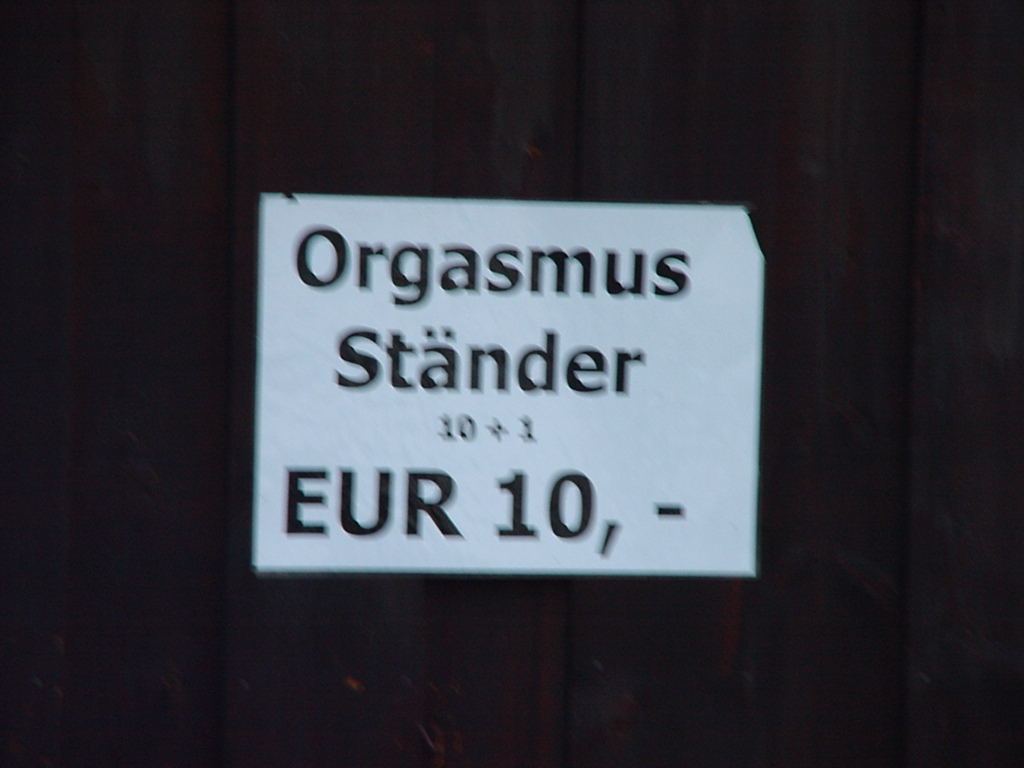 Orgasmus
Ständer
10 + 1
EUR 10, -